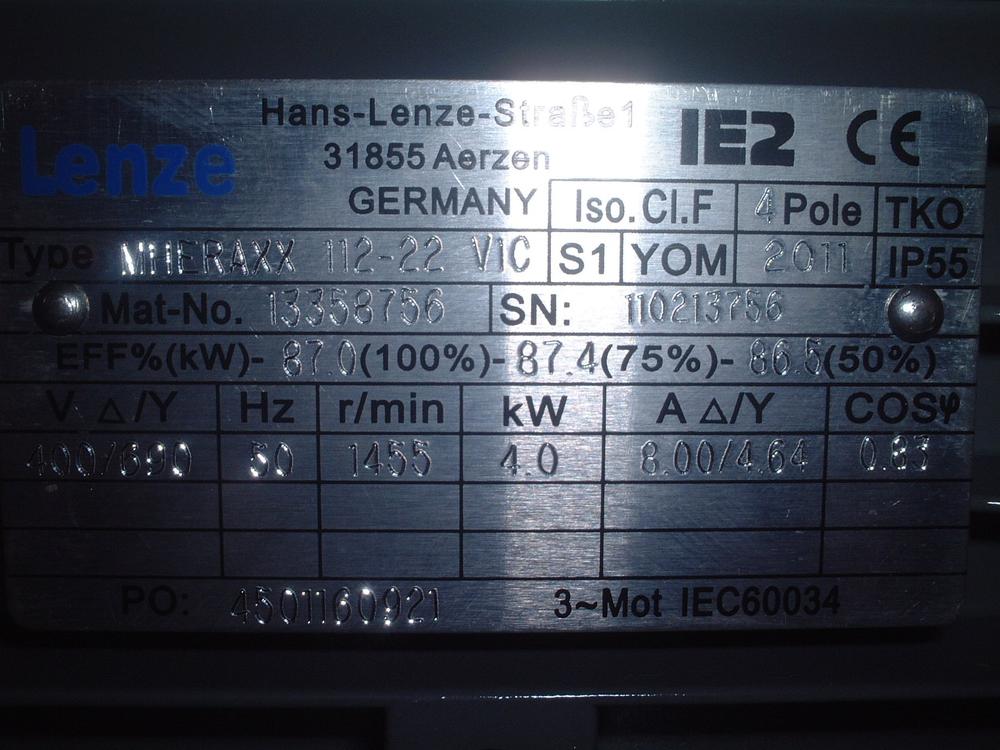 Lenze
Hans-Lenze-Straße1
31855 Aerzen
GERMANY
IE2 CE
Iso.Cl.F 4 Pole TKO
Type MHERAXX 112-22 V1C S1 YOM 2011 IP55
Mat-No. 13358756 SN: 110213756
EFF%(kW)- 87.0(100%)- 87.4(75%)- 86.5(50%)
V △/Y Hz r/min kW A △/Y COSφ
400/690 50 1455 4.0 8.00/4.64 0.83
PO: 4501160921 3~Mot IEC60034